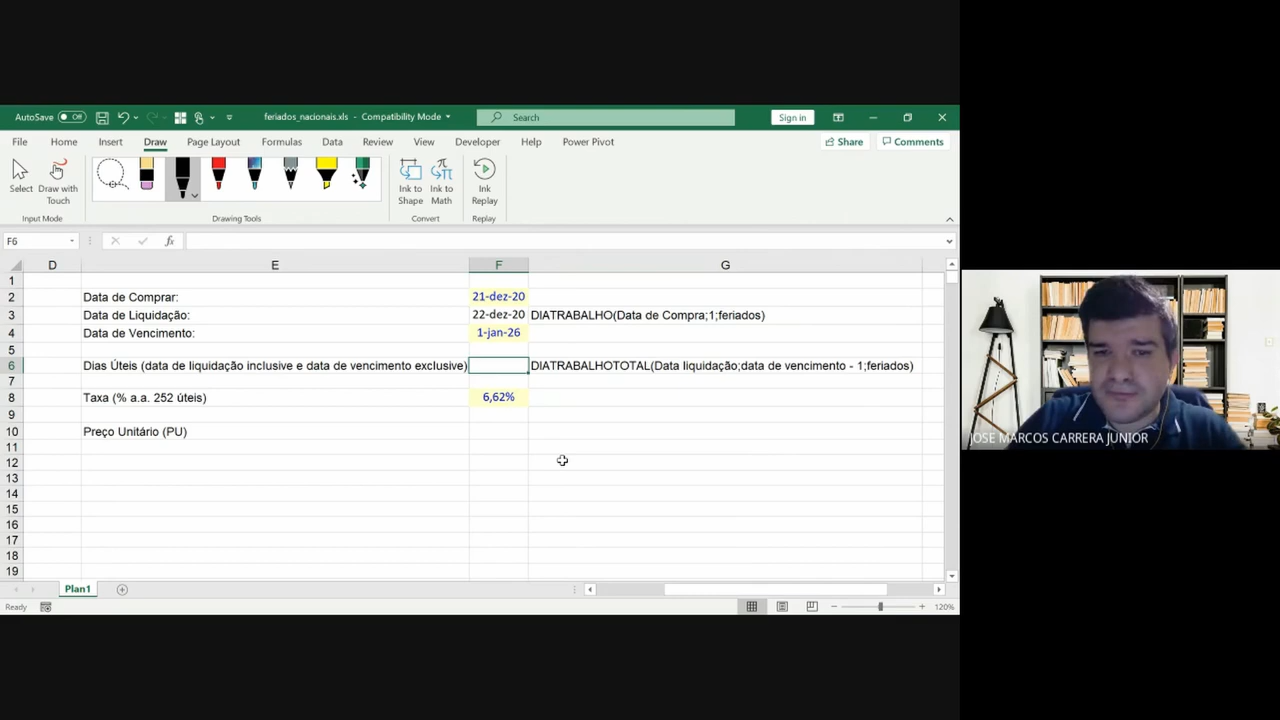 AutoSave Off feriados_nacionais.xls - Compatibility Mode Search Sign in
File Home Insert Draw Page Layout Formulas Data Review View Developer Help Power Pivot Share Comments
Select Draw with Touch Ink to Shape Ink to Math Ink Replay
Input Mode Drawing Tools Convert Replay
F6 fx
D E F G
1
2 Data de Comprar: 21-dez-20
3 Data de Liquidação: 22-dez-20 DIATRABALHO(Data de Compra;1;feriados)
4 Data de Vencimento: 1-jan-26
5
6 Dias Úteis (data de liquidação inclusive e data de vencimento exclusive) DIATRABALHOTOTAL(Data liquidação;data de vencimento - 1;feriados)
7
8 Taxa (% a.a. 252 úteis) 6,62%
9
10 Preço Unitário (PU)
11
12
13
14
15
16
17
18
19
Plan1
Ready 120%
JOSE MARCOS CARRERA JUNIOR